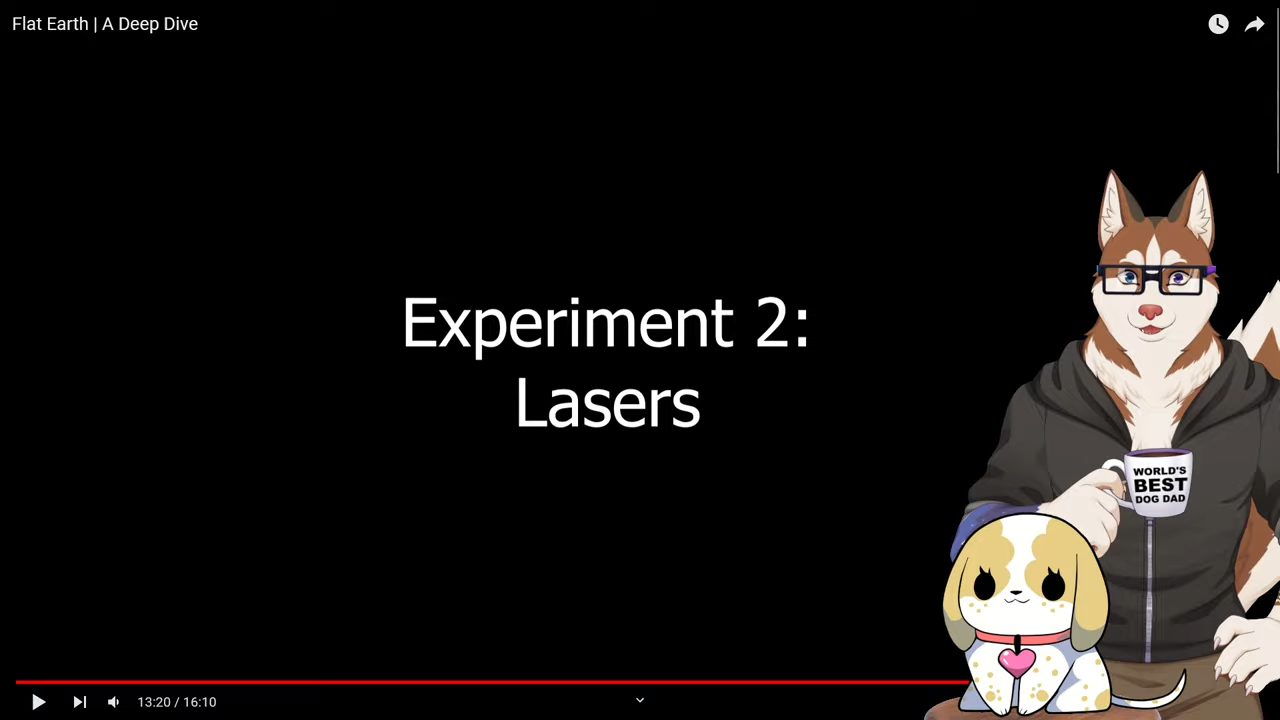 Flat Earth | A Deep Dive
Experiment 2:
Lasers
WORLD'S
BEST
DOG DAD
13:20 / 16:10